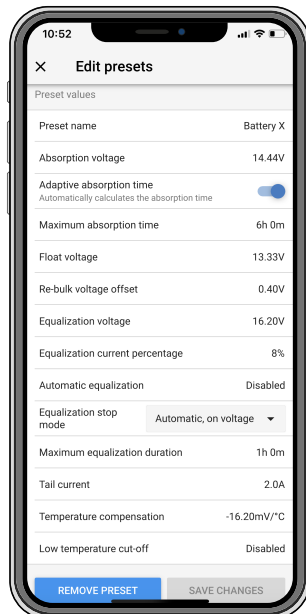 10:52
Edit presets
Preset values
Preset name Battery X
Absorption voltage 14.44V
Adaptive absorption time
Automatically calculates the absorption time
Maximum absorption time 6h 0m
Float voltage 13.33V
Re-bulk voltage offset 0.40V
Equalization voltage 16.20V
Equalization current percentage 8%
Automatic equalization Disabled
Equalization stop
mode Automatic, on voltage
Maximum equalization duration 1h 0m
Tail current 2.0A
Temperature compensation -16.20mV/°C
Low temperature cut-off Disabled
REMOVE PRESET SAVE CHANGES